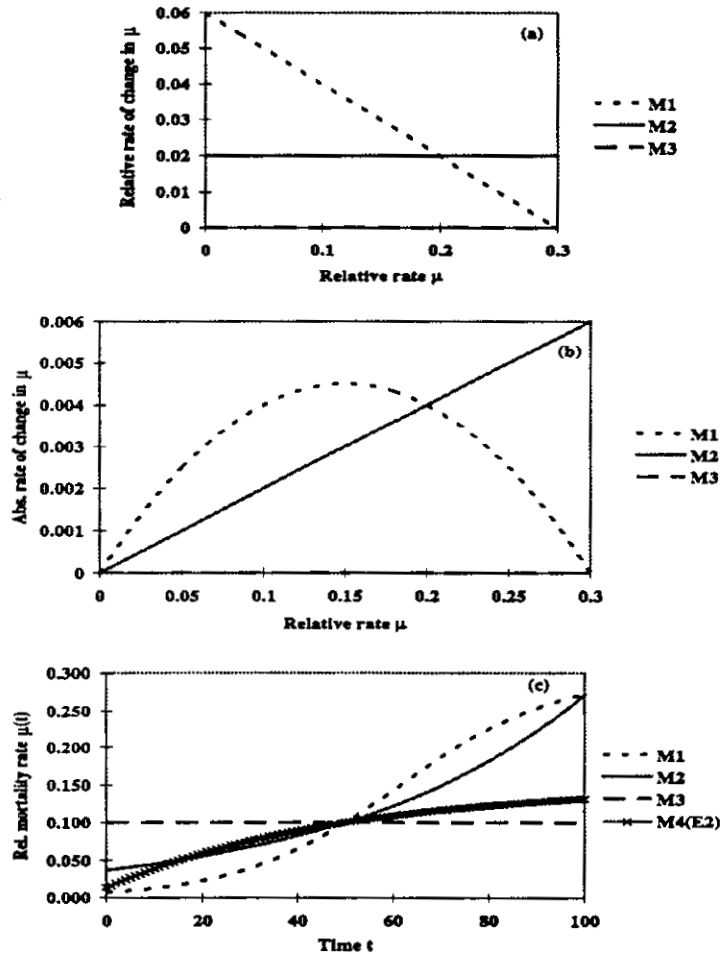 (a)
Relative rate of change in μ
0.06
0.05
0.04
0.03
0.02
0.01
0
0 0.1 0.2 0.3
Relative rate μ
M1
M2
M3
(b)
Abs. rate of change in μ
0.006
0.005
0.004
0.003
0.002
0.001
0
0 0.05 0.1 0.15 0.2 0.25 0.3
Relative rate μ
M1
M2
M3
(c)
Rel. mortality rate μ(t)
0.300
0.250
0.200
0.150
0.100
0.050
0.000
0 20 40 60 80 100
Time t
M1
M2
M3
M4(E2)